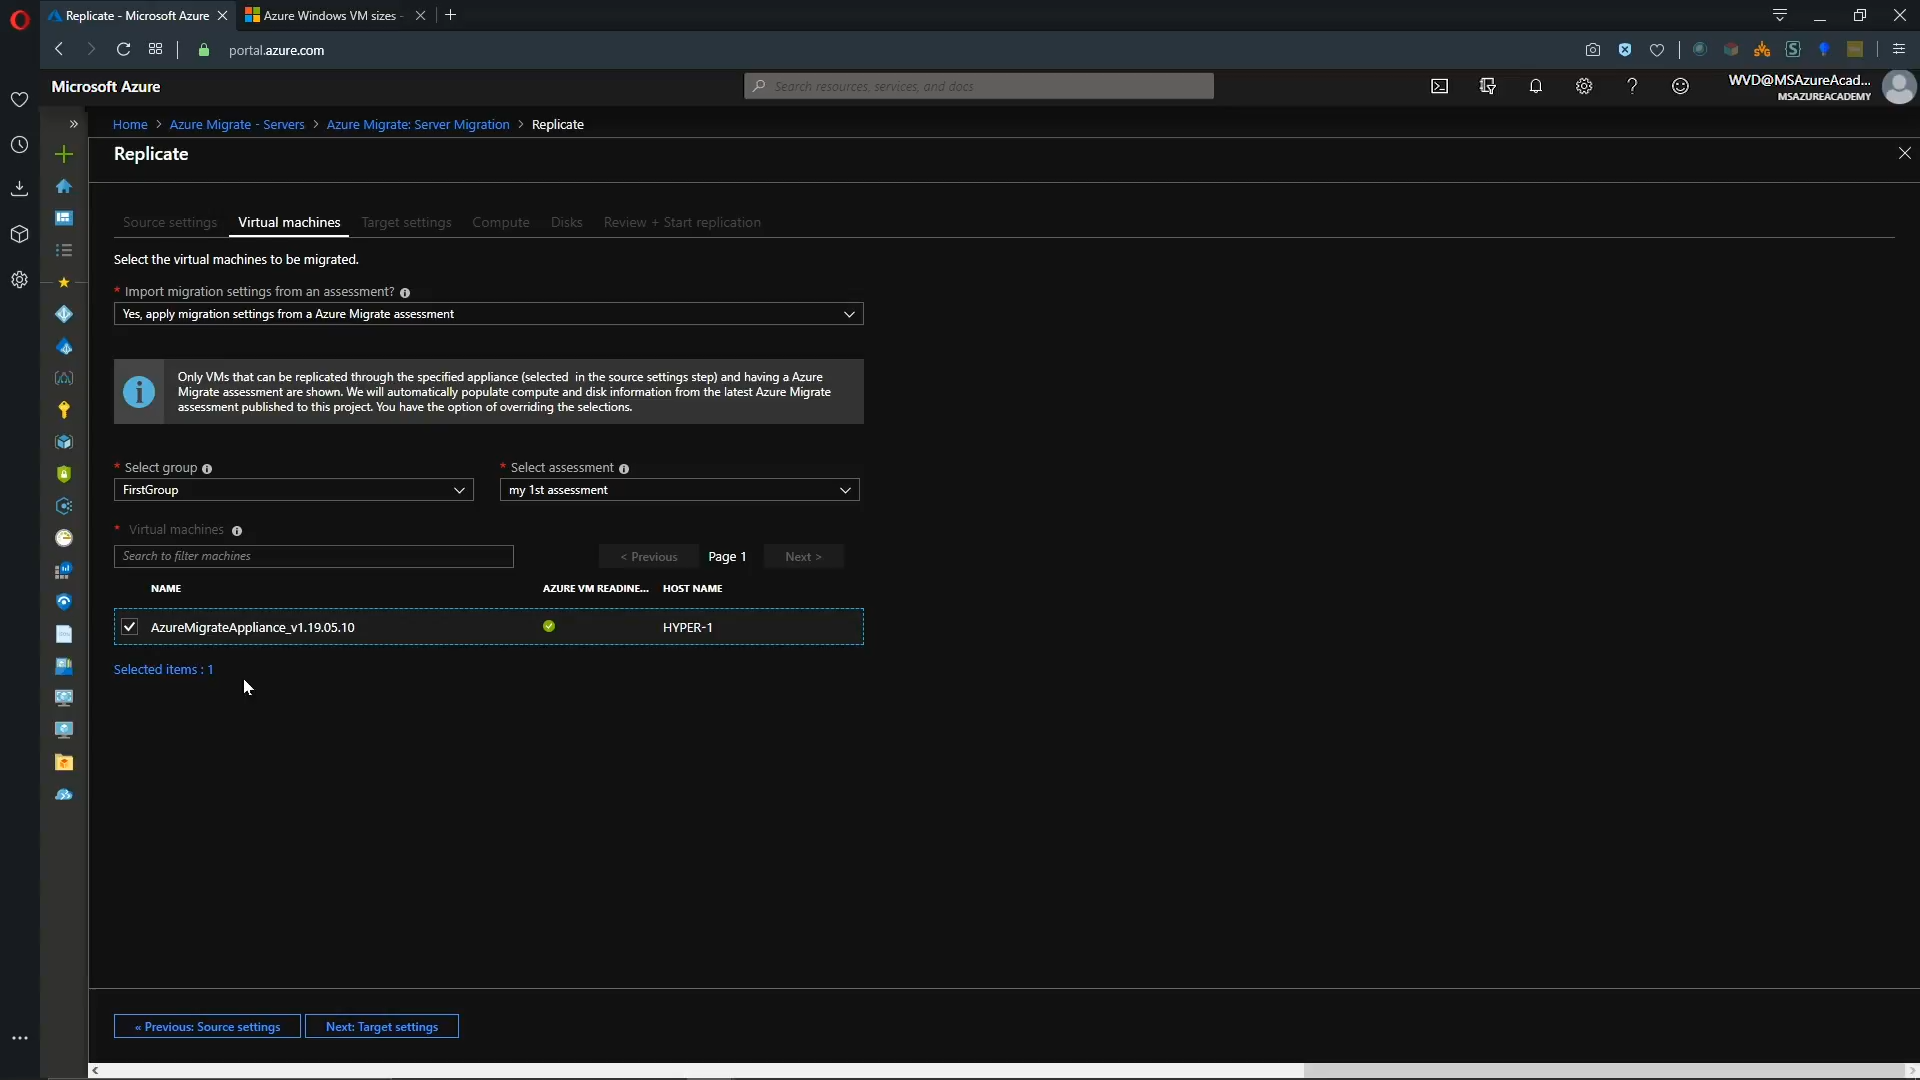 Replicate - Microsoft Azure
Azure Windows VM sizes -
portal.azure.com
Microsoft Azure
Search resources, services, and docs
WVD@MSAzureAcad...
MSAZUREACADEMY
Home > Azure Migrate - Servers > Azure Migrate: Server Migration > Replicate
Replicate
Source settings Virtual machines Target settings Compute Disks Review + Start replication
Select the virtual machines to be migrated.
* Import migration settings from an assessment?
Yes, apply migration settings from a Azure Migrate assessment
Only VMs that can be replicated through the specified appliance (selected in the source settings step) and having a Azure
Migrate assessment are shown. We will automatically populate compute and disk information from the latest Azure Migrate
assessment published to this project. You have the option of overriding the selections.
* Select group * Select assessment
FirstGroup my 1st assessment
* Virtual machines
Search to filter machines < Previous Page 1 Next >
NAME AZURE VM READINE... HOST NAME
AzureMigrateAppliance_v1.19.05.10 HYPER-1
Selected items : 1
« Previous: Source settings Next: Target settings